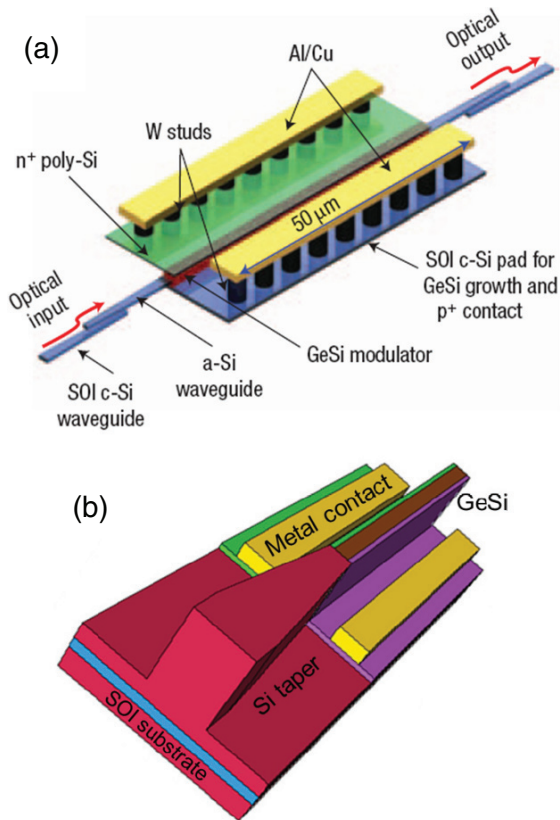 (a)
Optical
output
Al/Cu
W studs
n⁺ poly-Si
50 μm
SOI c-Si pad for
GeSi growth and
p⁺ contact
Optical
input
GeSi modulator
a-Si
waveguide
SOI c-Si
waveguide
(b)
GeSi
Metal contact
Si taper
SOI substrate